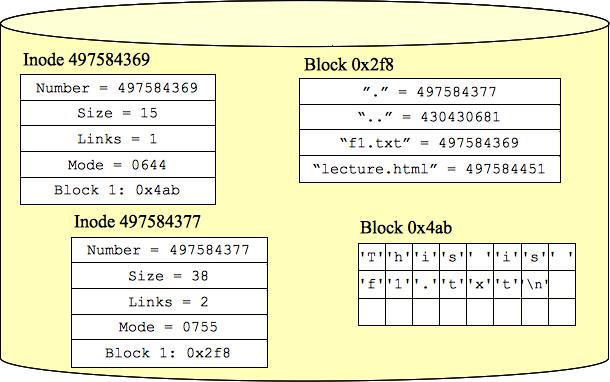 Inode 497584369
Number = 497584369
Size = 15
Links = 1
Mode = 0644
Block 1: 0x4ab
Block 0x2f8
”.” = 497584377
“..” = 430430681
“f1.txt” = 497584369
“lecture.html” = 497584451
Inode 497584377
Number = 497584377
Size = 38
Links = 2
Mode = 0755
Block 1: 0x2f8
Block 0x4ab
'T' 'h' 'i' 's' ' ' 'i' 's' ' '
'f' '1' '.' 't' 'x' 't' '\n'